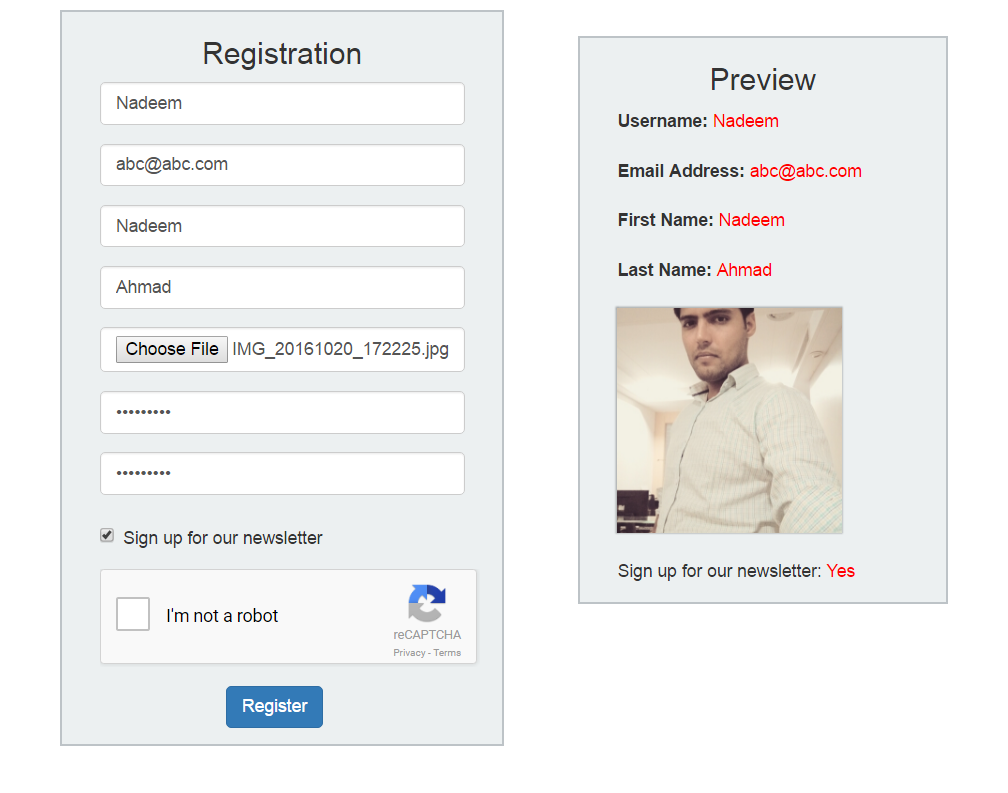 Registration
Nadeem
abc@abc.com
Nadeem
Ahmad
Choose File IMG_20161020_172225.jpg
•••••••••
•••••••••
Sign up for our newsletter
I'm not a robot
reCAPTCHA
Privacy - Terms
Register
Preview
Username: Nadeem
Email Address: abc@abc.com
First Name: Nadeem
Last Name: Ahmad
Sign up for our newsletter: Yes